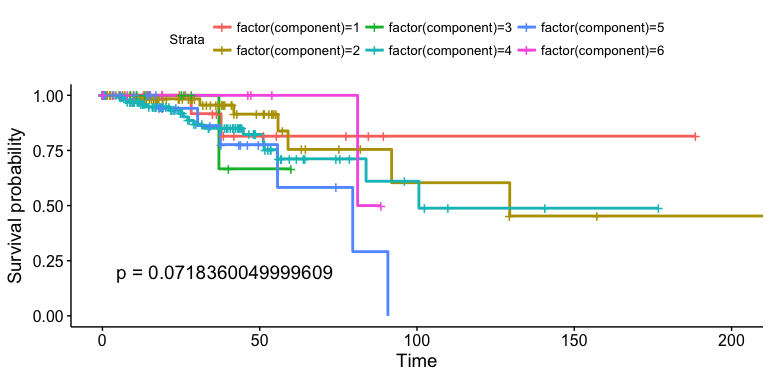 Strata
factor(component)=1 factor(component)=3 factor(component)=5
factor(component)=2 factor(component)=4 factor(component)=6
Survival probability
1.00
0.75
0.50
0.25
0.00
p = 0.0718360049999609
0 50 100 150 200
Time